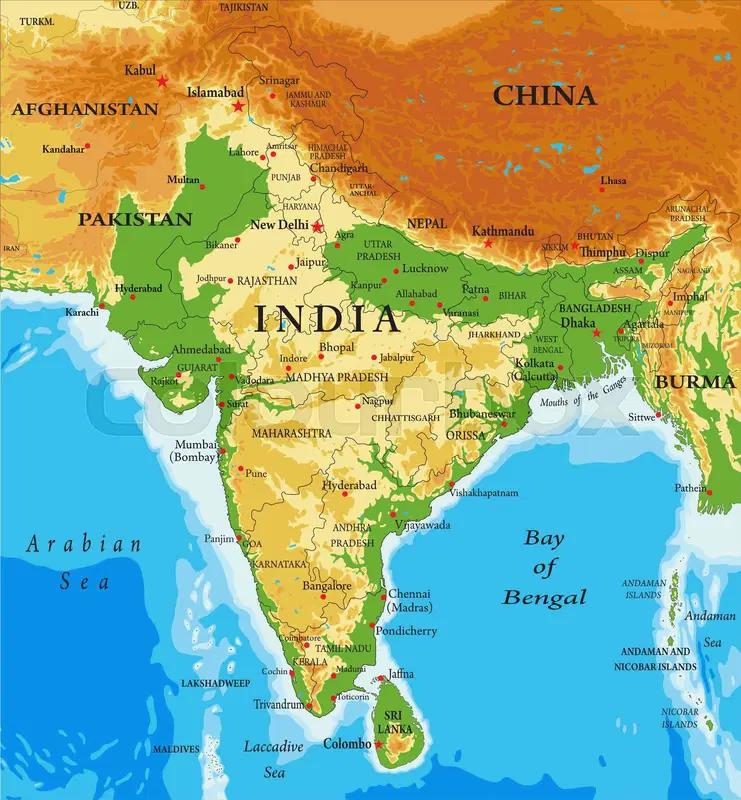 UZB.
TAJIKISTAN
TURKM.
Kabul
Islamabad
Srinagar
JAMMU AND
KASHMIR
CHINA
AFGHANISTAN
Kandahar
Lahore
Amritsar
HIMACHAL
PRADESH
Chandigarh
Multan
PUNJAB
UTTAR-
ANCHAL
Lhasa
HARYANA
PAKISTAN
New Delhi
NEPAL
Kathmandu
ARUNACHAL
PRADESH
IRAN
Bikaner
Agra
UTTAR
PRADESH
SIKKIM
BHUTAN
Thimphu
Dispur
ASSAM
NAGALAND
Jaipur
Lucknow
Jodhpur
RAJASTHAN
Kanpur
Hyderabad
Allahabad
Patna
BIHAR
Varanasi
Imphal
MANIPUR
Karachi
INDIA
BANGLADESH
Dhaka
Agartala
TRIPURA
MIZORAM
JHARKHAND
WEST
BENGAL
Ahmedabad
GUJARAT
Bhopal
Indore
Jabalpur
Kolkata
(Calcutta)
Rajkot
Vadodara
MADHYA PRADESH
BURMA
Surat
Nagpur
CHHATTISGARH
Bhubaneswar
Mouths of the Ganges
Sittwe
MAHARASHTRA
ORISSA
Mumbai
(Bombay)
Pune
Hyderabad
Vishakhapatnam
Pathein
ANDHRA
PRADESH
Vijayawada
Arabian
Sea
Panjim
GOA
Bay
of
Bengal
KARNATAKA
Bangalore
Chennai
(Madras)
ANDAMAN
ISLANDS
Andaman
Sea
Pondicherry
Coimbatore
TAMIL NADU
KERALA
ANDAMAN AND
NICOBAR ISLANDS
Cochin
Madurai
Jaffna
LAKSHADWEEP
Trivandrum
Toticorin
NICOBAR
ISLANDS
SRI
LANKA
MALDIVES
Laccadive
Sea
Colombo